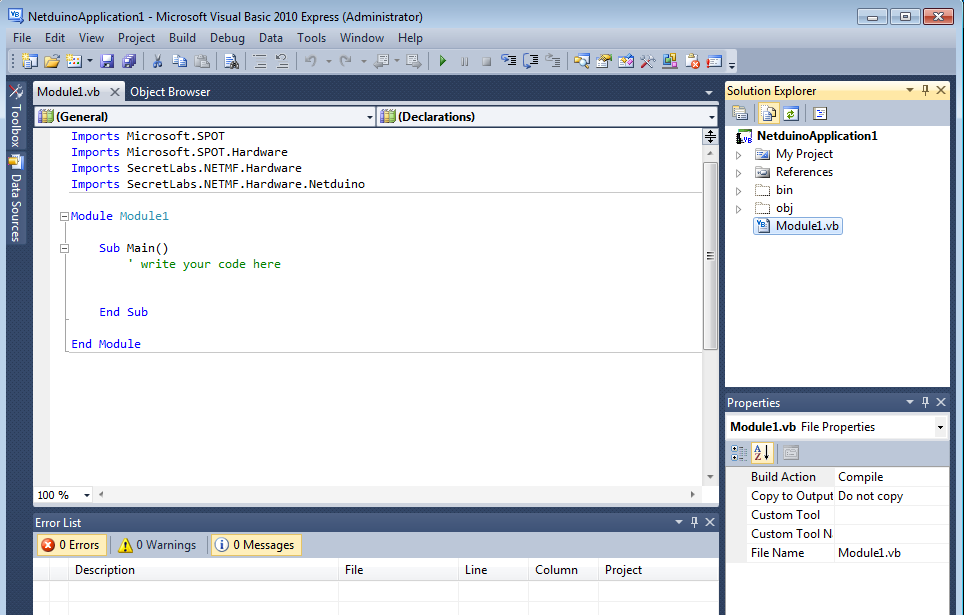 NetduinoApplication1 - Microsoft Visual Basic 2010 Express (Administrator)
File Edit View Project Build Debug Data Tools Window Help
Toolbox
Data Sources
Module1.vb Object Browser
(General) (Declarations)
Imports Microsoft.SPOT
Imports Microsoft.SPOT.Hardware
Imports SecretLabs.NETMF.Hardware
Imports SecretLabs.NETMF.Hardware.Netduino
Module Module1
Sub Main()
' write your code here
End Sub
End Module
100 %
Solution Explorer
NetduinoApplication1
My Project
References
bin
obj
Module1.vb
Properties
Module1.vb File Properties
Build Action Compile
Copy to Output Do not copy
Custom Tool
Custom Tool N
File Name Module1.vb
Error List
0 Errors 0 Warnings 0 Messages
Description File Line Column Project